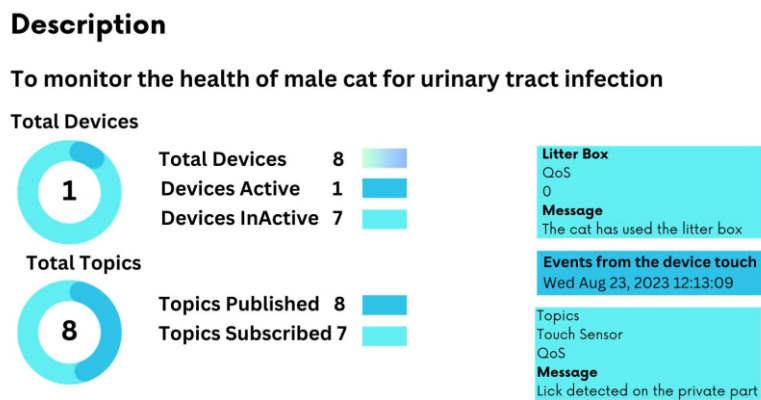 Description
To monitor the health of male cat for urinary tract infection
Total Devices
1
Total Devices 8
Devices Active 1
Devices InActive 7
Total Topics
8
Topics Published 8
Topics Subscribed 7
Litter Box
QoS
0
Message
The cat has used the litter box
Events from the device touch
Wed Aug 23, 2023 12:13:09
Topics
Touch Sensor
QoS
Message
Lick detected on the private part